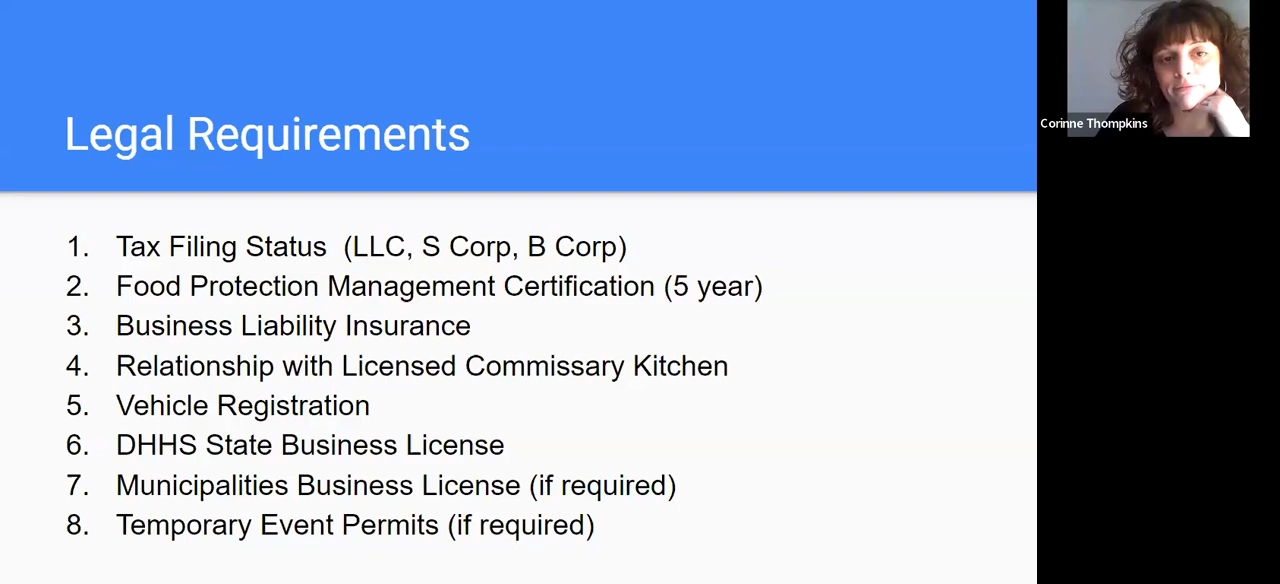 Legal Requirements
1. Tax Filing Status (LLC, S Corp, B Corp)
2. Food Protection Management Certification (5 year)
3. Business Liability Insurance
4. Relationship with Licensed Commissary Kitchen
5. Vehicle Registration
6. DHHS State Business License
7. Municipalities Business License (if required)
8. Temporary Event Permits (if required)
Corinne Thompkins